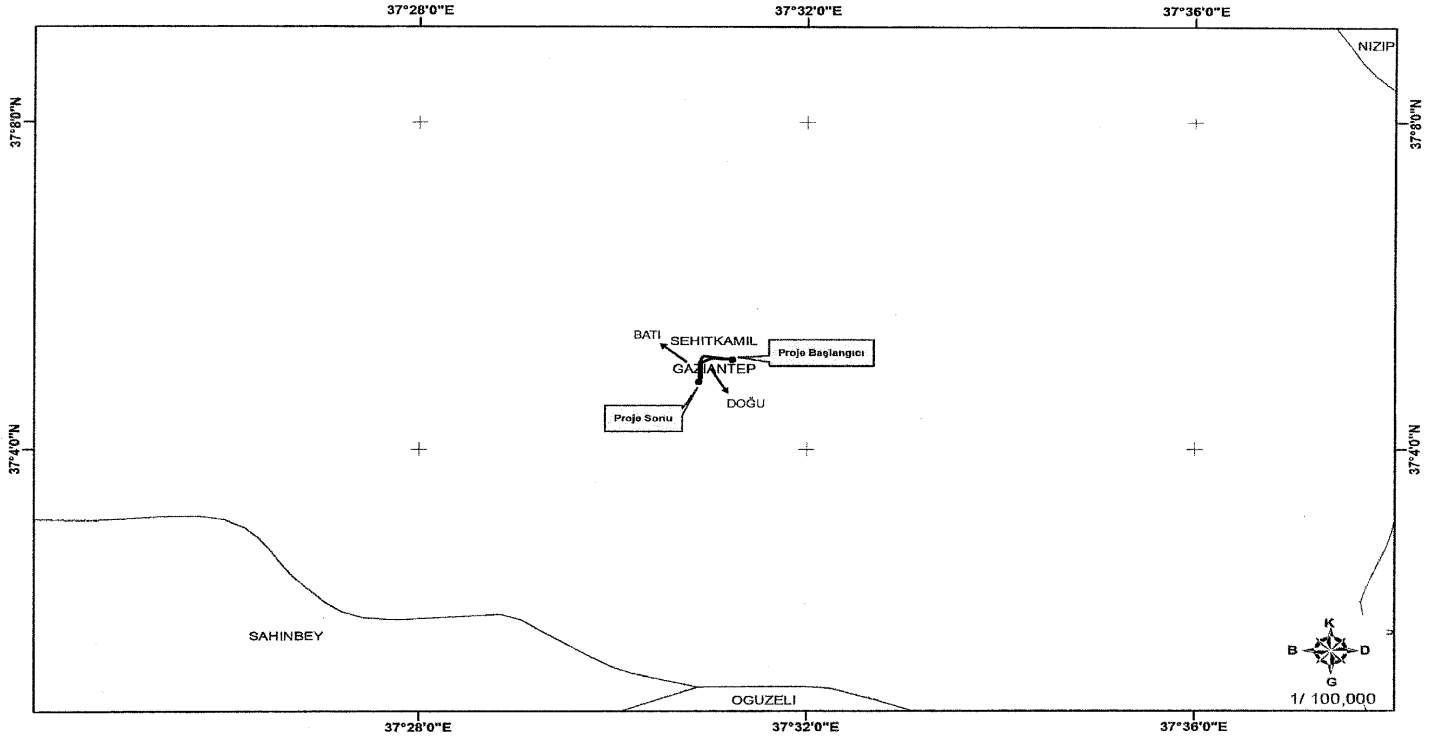 37°28'0"E
37°32'0"E
37°36'0"E
NIZIP
37°8'0"N
37°8'0"N
BATI
SEHITKAMIL
Proje Başlangıcı
GAZIANTEP
DOĞU
Proje Sonu
37°4'0"N
37°4'0"N
SAHINBEY
K
B
D
G
OGUZELI
1/ 100,000
37°28'0"E
37°32'0"E
37°36'0"E